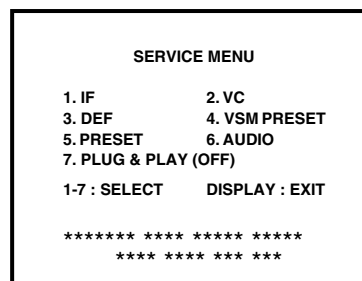 SERVICE MENU
1. IF 2. VC
3. DEF 4. VSM PRESET
5. PRESET 6. AUDIO
7. PLUG & PLAY (OFF)
1-7 : SELECT DISPLAY : EXIT
******* **** ***** *****
**** **** *** ***